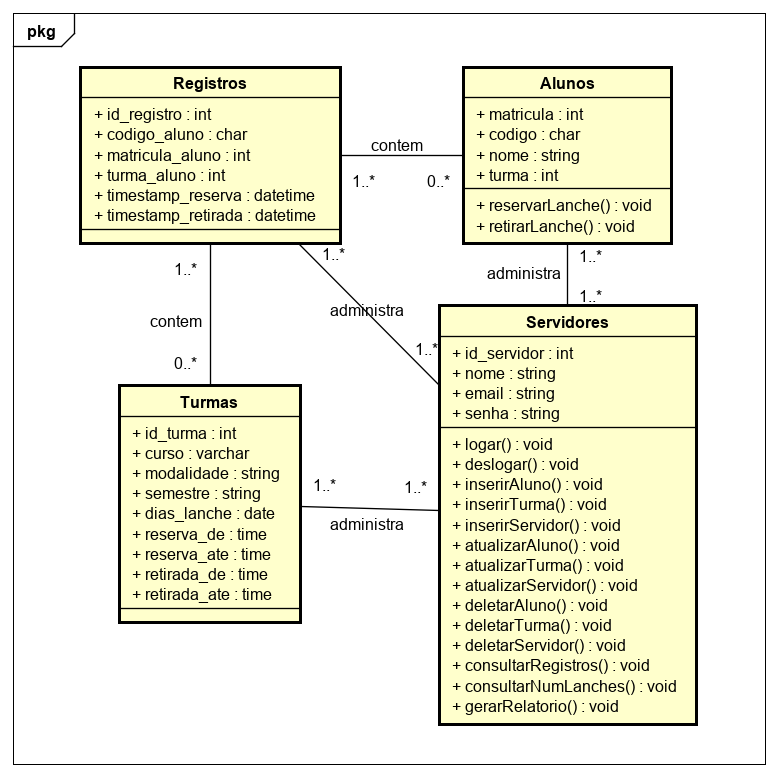 pkg
Registros
+ id_registro : int
+ codigo_aluno : char
+ matricula_aluno : int
+ turma_aluno : int
+ timestamp_reserva : datetime
+ timestamp_retirada : datetime
contem
1..*
0..*
Alunos
+ matricula : int
+ codigo : char
+ nome : string
+ turma : int
+ reservarLanche() : void
+ retirarLanche() : void
1..*
contem
0..*
1..*
administra
1..*
1..*
administra
1..*
Turmas
+ id_turma : int
+ curso : varchar
+ modalidade : string
+ semestre : string
+ dias_lanche : date
+ reserva_de : time
+ reserva_ate : time
+ retirada_de : time
+ retirada_ate : time
1..*
1..*
administra
Servidores
+ id_servidor : int
+ nome : string
+ email : string
+ senha : string
+ logar() : void
+ deslogar() : void
+ inserirAluno() : void
+ inserirTurma() : void
+ inserirServidor() : void
+ atualizarAluno() : void
+ atualizarTurma() : void
+ atualizarServidor() : void
+ deletarAluno() : void
+ deletarTurma() : void
+ deletarServidor() : void
+ consultarRegistros() : void
+ consultarNumLanches() : void
+ gerarRelatorio() : void